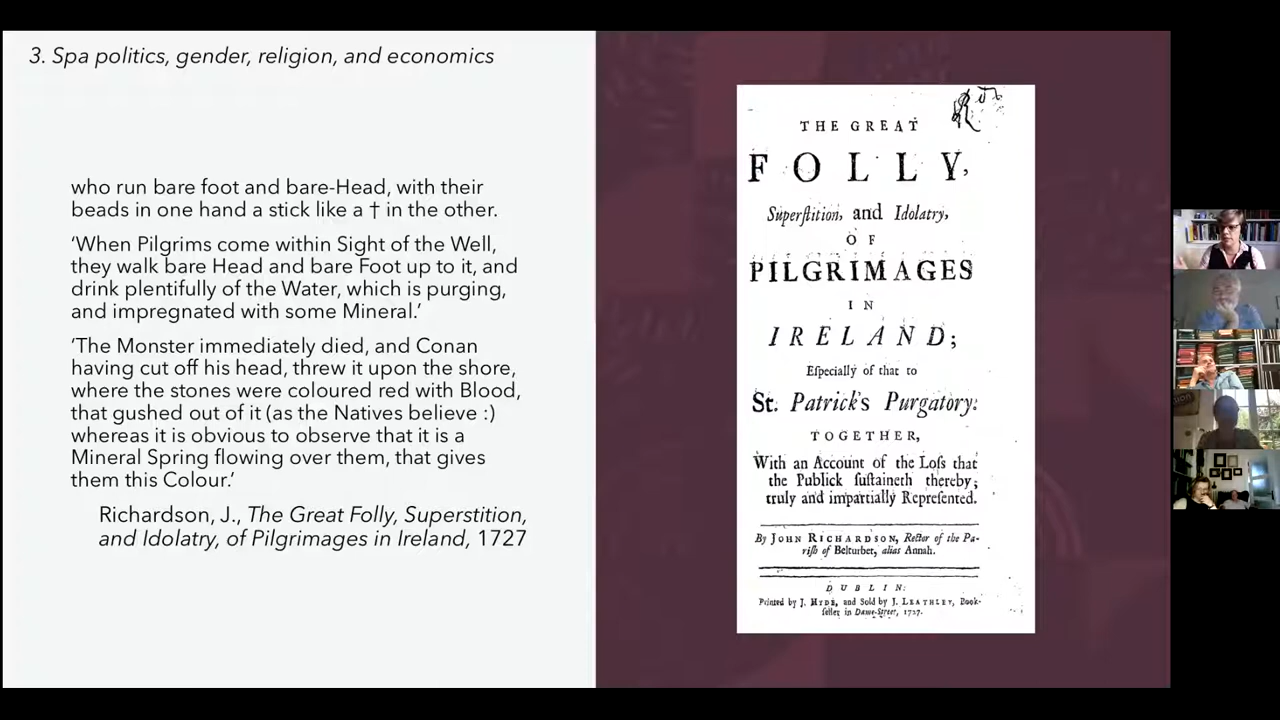 3. Spa politics, gender, religion, and economics
who run bare foot and bare-Head, with their
beads in one hand a stick like a † in the other.
‘When Pilgrims come within Sight of the Well,
they walk bare Head and bare Foot up to it, and
drink plentifully of the Water, which is purging,
and impregnated with some Mineral.’
‘The Monster immediately died, and Conan
having cut off his head, threw it upon the shore,
where the stones were coloured red with Blood,
that gushed out of it (as the Natives believe :)
whereas it is obvious to observe that it is a
Mineral Spring flowing over them, that gives
them this Colour.’
Richardson, J., The Great Folly, Superstition,
and Idolatry, of Pilgrimages in Ireland, 1727
THE GREAT
FOLLY,
Superſtition, and Idolatry,
OF
PILGRIMAGES
IN
IRELAND;
Eſpecially of that to
St. Patrick's Purgatory:
TOGETHER,
With an Account of the Loſs that
the Publick ſuſtaineth thereby;
truly and impartially Repreſented.
By JOHN RICHARDSON, Rector of the Pa-
riſh of Belturbet, alias Annah.
DUBLIN:
Printed by J. HYDE, and Sold by J. LEATHLEY, Book-
ſeller in Dame-Street, 1727.